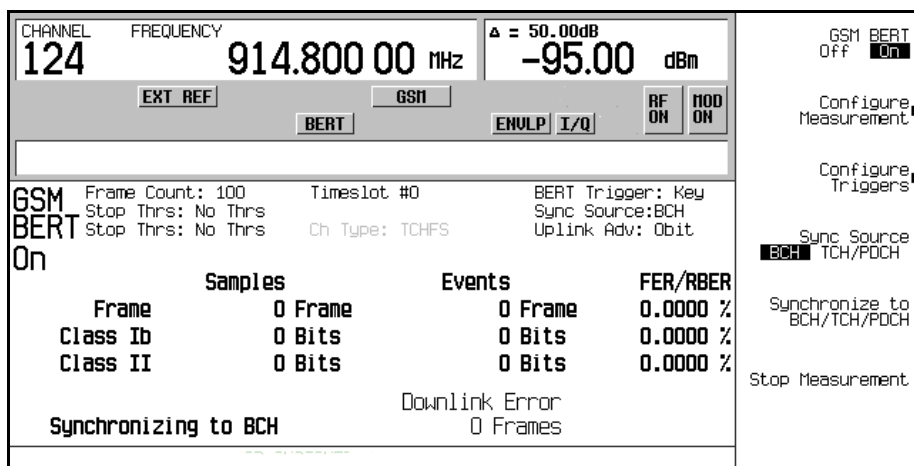 CHANNEL FREQUENCY Δ = 50.00dB
124 914.800 00 MHz -95.00 dBm
EXT REF GSM RF ON MOD ON
BERT ENVLP I/Q
GSM BERT On
Frame Count: 100 Timeslot #0 BERT Trigger: Key
Stop Thrs: No Thrs Sync Source:BCH
Stop Thrs: No Thrs Ch Type: TCHFS Uplink Adv: 0bit
Samples Events FER/RBER
Frame 0 Frame 0 Frame 0.0000 %
Class Ib 0 Bits 0 Bits 0.0000 %
Class II 0 Bits 0 Bits 0.0000 %
Downlink Error
Synchronizing to BCH 0 Frames
GSM BERT
Off On
Configure
Measurement
Configure
Triggers
Sync Source
BCH TCH/PDCH
Synchronize to
BCH/TCH/PDCH
Stop Measurement